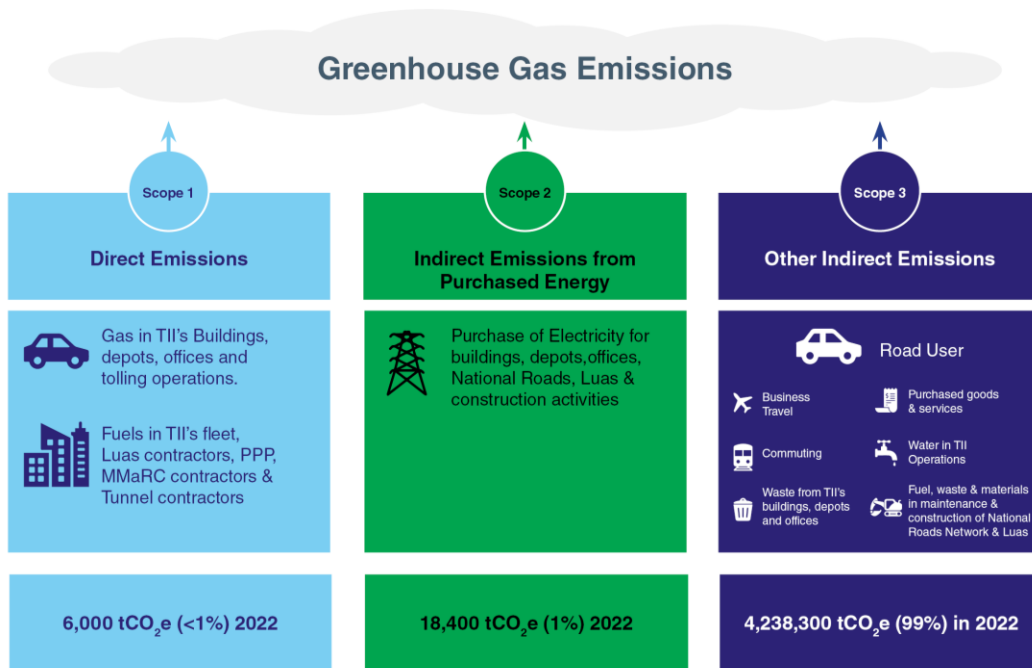 Greenhouse Gas Emissions
Scope 1
Direct Emissions
Gas in TII's Buildings,
depots, offices and
tolling operations.
Fuels in TII's fleet,
Luas contractors, PPP,
MMaRC contractors &
Tunnel contractors
6,000 tCO₂e (<1%) 2022
Scope 2
Indirect Emissions from
Purchased Energy
Purchase of Electricity for
buildings, depots,offices,
National Roads, Luas &
construction activities
18,400 tCO₂e (1%) 2022
Scope 3
Other Indirect Emissions
Road User
Business
Travel
Purchased goods
& services
Commuting
Water in TII
Operations
Waste from TII's
buildings, depots
and offices
Fuel, waste & materials
in maintenance &
construction of National
Roads Network & Luas
4,238,300 tCO₂e (99%) in 2022